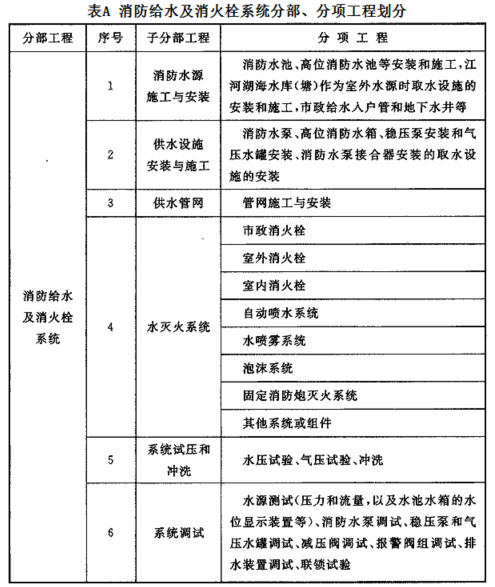 表A 消防给水及消火栓系统分部、分项工程划分
分部工程 序号 子分部工程 分项工程
消防给水
及消火栓
系统
1
消防水源
施工与安装
消防水池、高位消防水池等安装和施工,江
河湖海水库(塘)作为室外水源时取水设施的
安装和施工,市政给水入户管和地下水井等
2
供水设施
安装与施工
消防水泵、高位消防水箱、稳压泵安装和气
压水罐安装、消防水泵接合器安装的取水设
施的安装
3 供水管网 管网施工与安装
4
水灭火系统
市政消火栓
室外消火栓
室内消火栓
自动喷水系统
水喷雾系统
泡沫系统
固定消防炮灭火系统
其他系统或组件
5
系统试压和
冲洗
水压试验、气压试验、冲洗
6
系统调试
水源测试(压力和流量,以及水池水箱的水
位显示装置等)、消防水泵调试、稳压泵和气
压水罐调试、减压阀调试、报警阀组调试、排
水装置调试、联锁试验